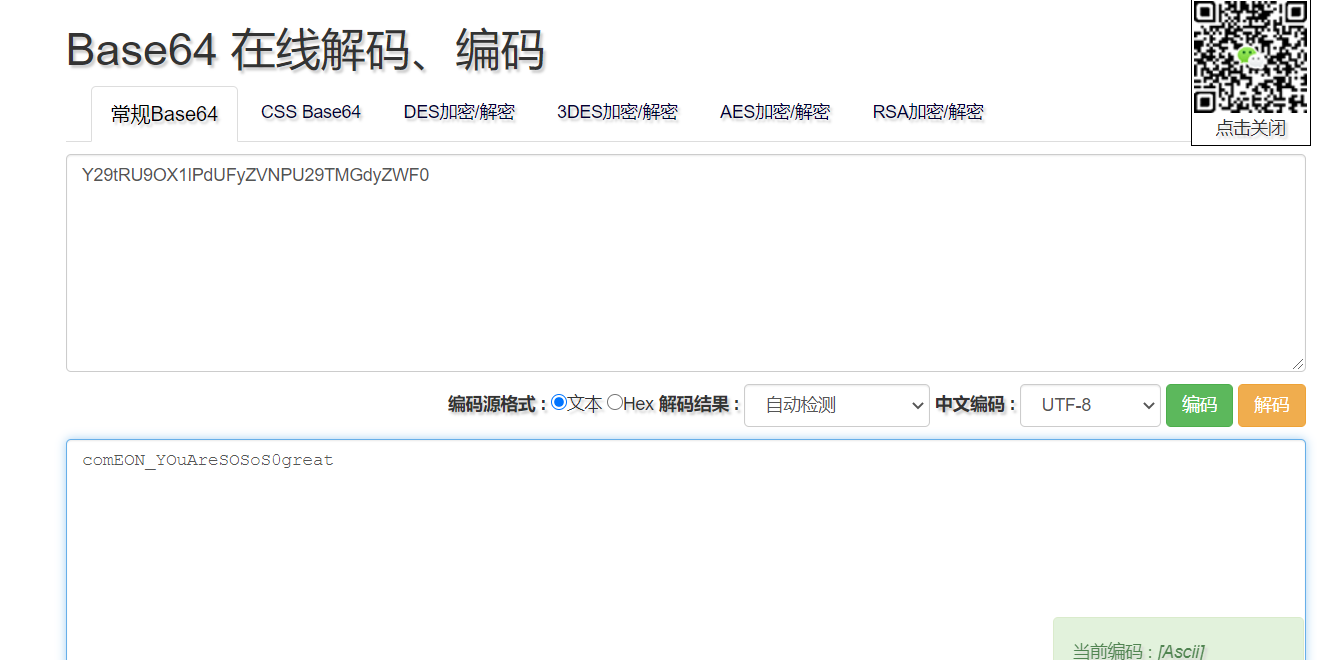 Base64 在线解码、编码
常规Base64 CSS Base64 DES加密/解密 3DES加密/解密 AES加密/解密 RSA加密/解密
点击关闭
Y29tRU9OX1lPdUFyZVNPU29TMGdyZWF0
编码源格式 : 文本 Hex 解码结果 : 自动检测 中文编码 : UTF-8 编码 解码
comEON_YOuAreSOSoS0great
当前编码 : [Ascii]